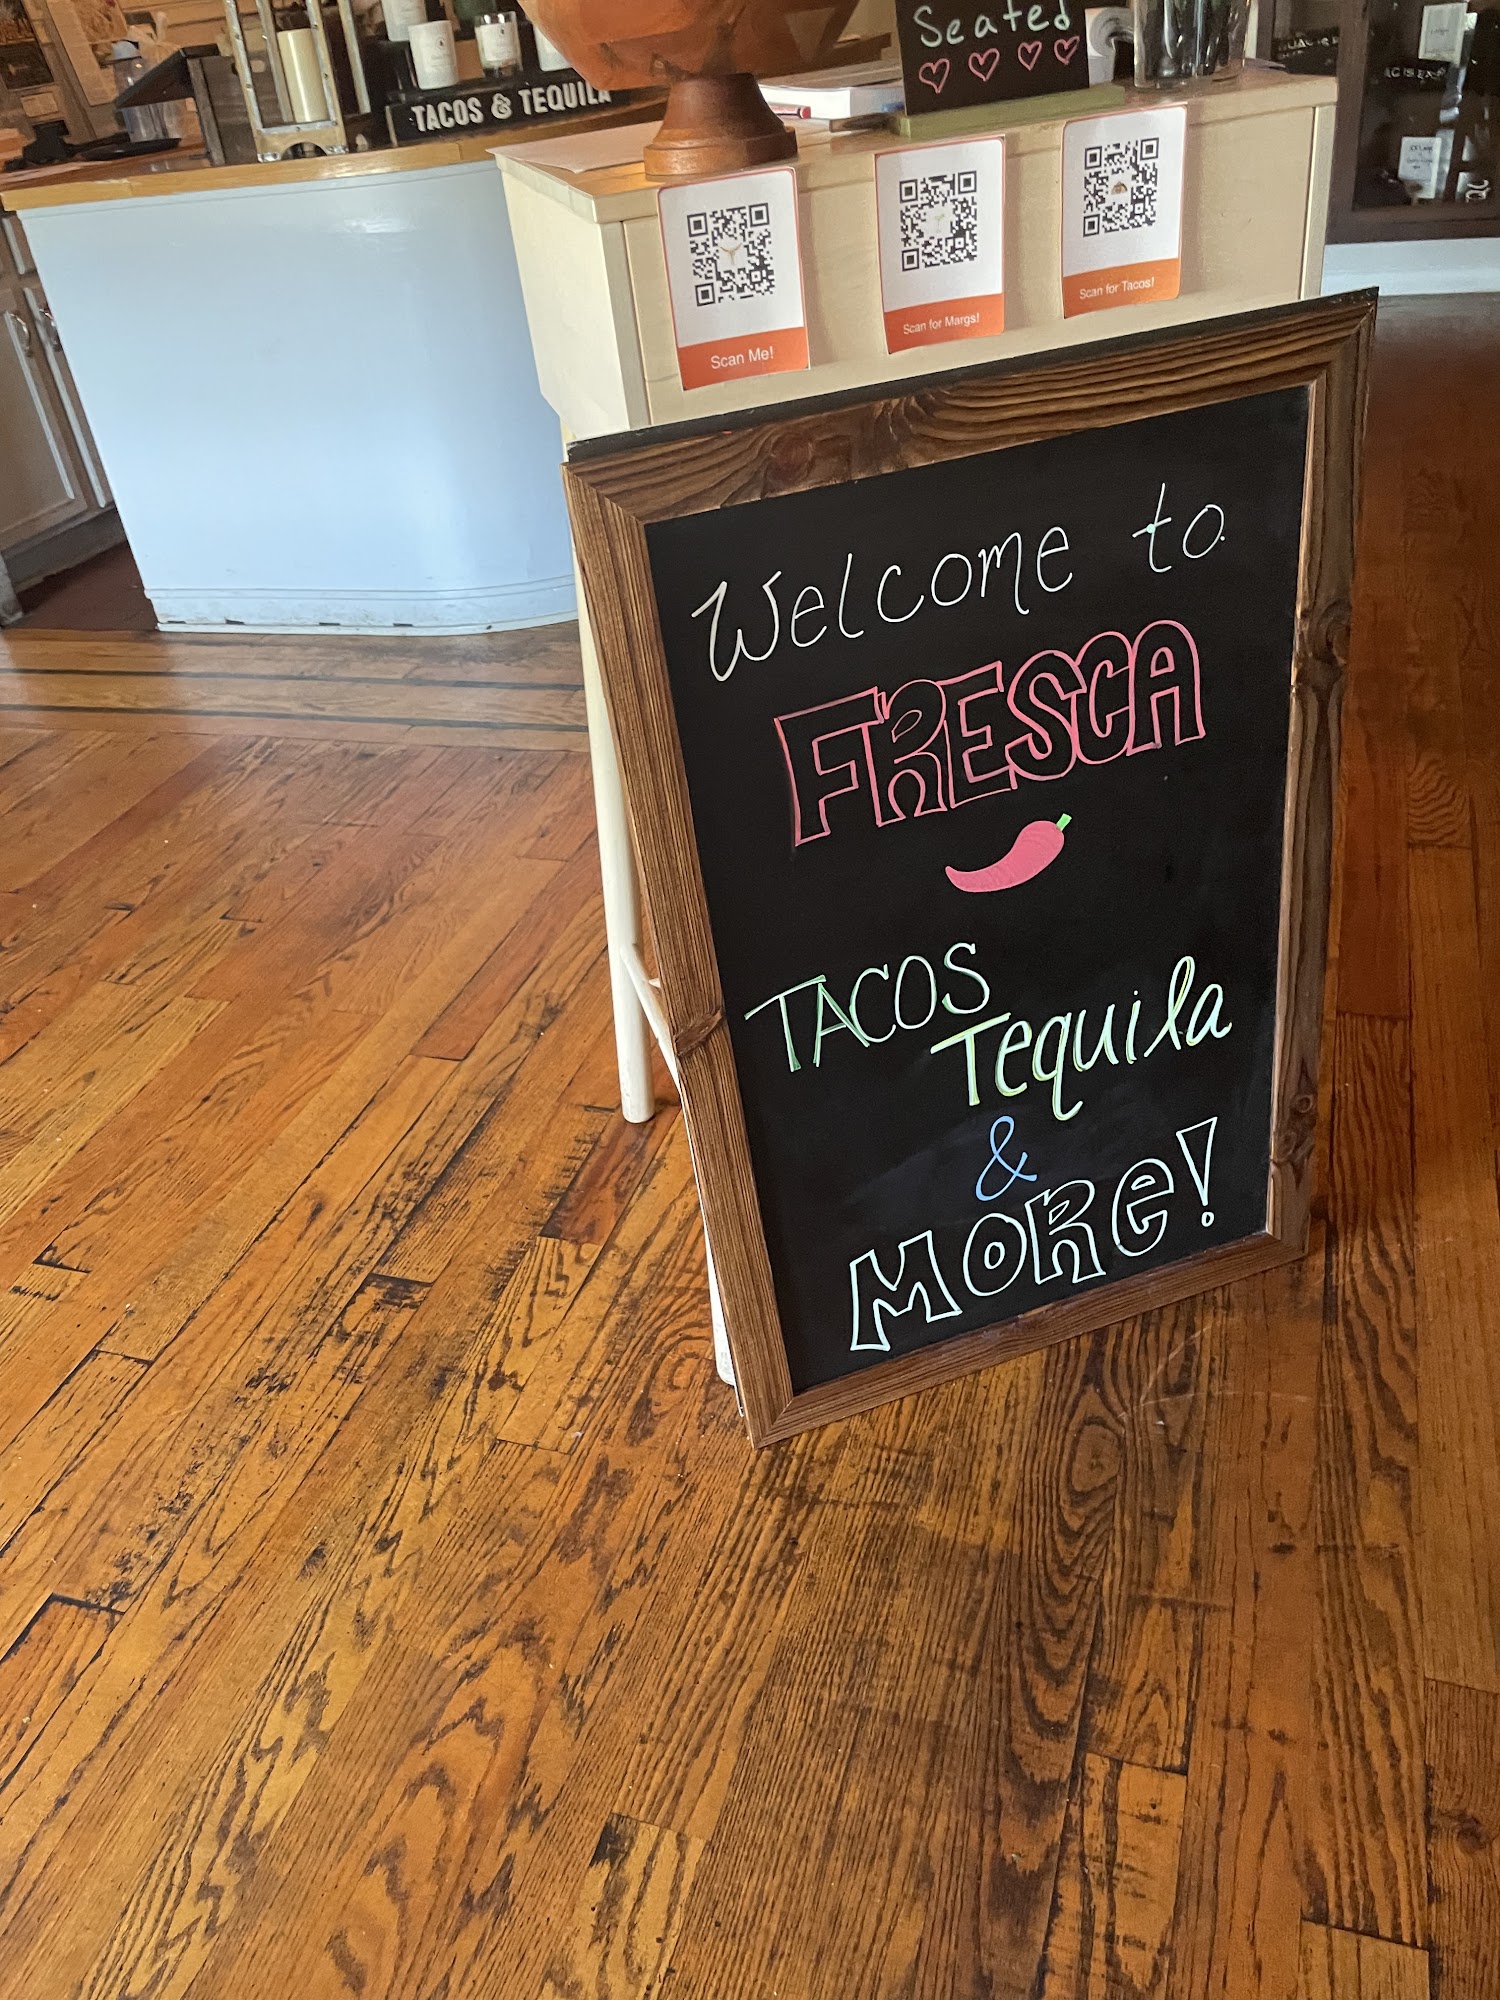 Seated
TACOS & TEQUILA
Scan Me!
Scan for Margs!
Scan for Tacos!
Welcome to
FRESCA
TACOS
Tequila
&
MORe!